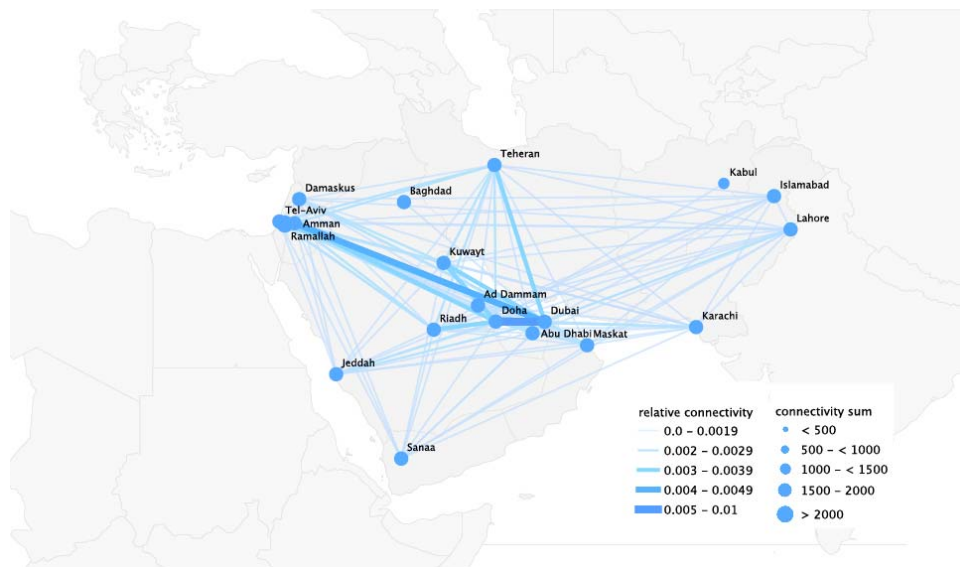 Teheran
Kabul
Islamabad
Damaskus
Baghdad
Tel-Aviv
Amman
Ramallah
Lahore
Kuwayt
Ad Dammam
Doha
Dubai
Riadh
Karachi
Abu Dhabi
Maskat
Jeddah
Sanaa
relative connectivity
0.0 - 0.0019
0.002 - 0.0029
0.003 - 0.0039
0.004 - 0.0049
0.005 - 0.01
connectivity sum
< 500
500 - < 1000
1000 - < 1500
1500 - 2000
> 2000